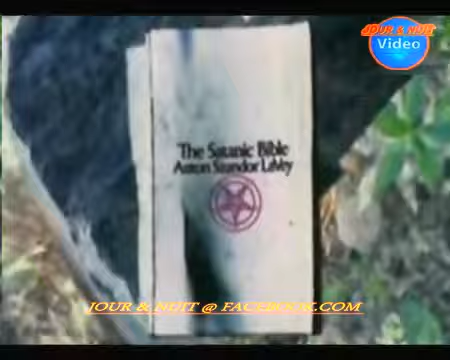 JOUR & NUIT
Video
The Satanic Bible
Anton Szandor LaVey
JOUR & NUIT @ FACEBOOK.COM